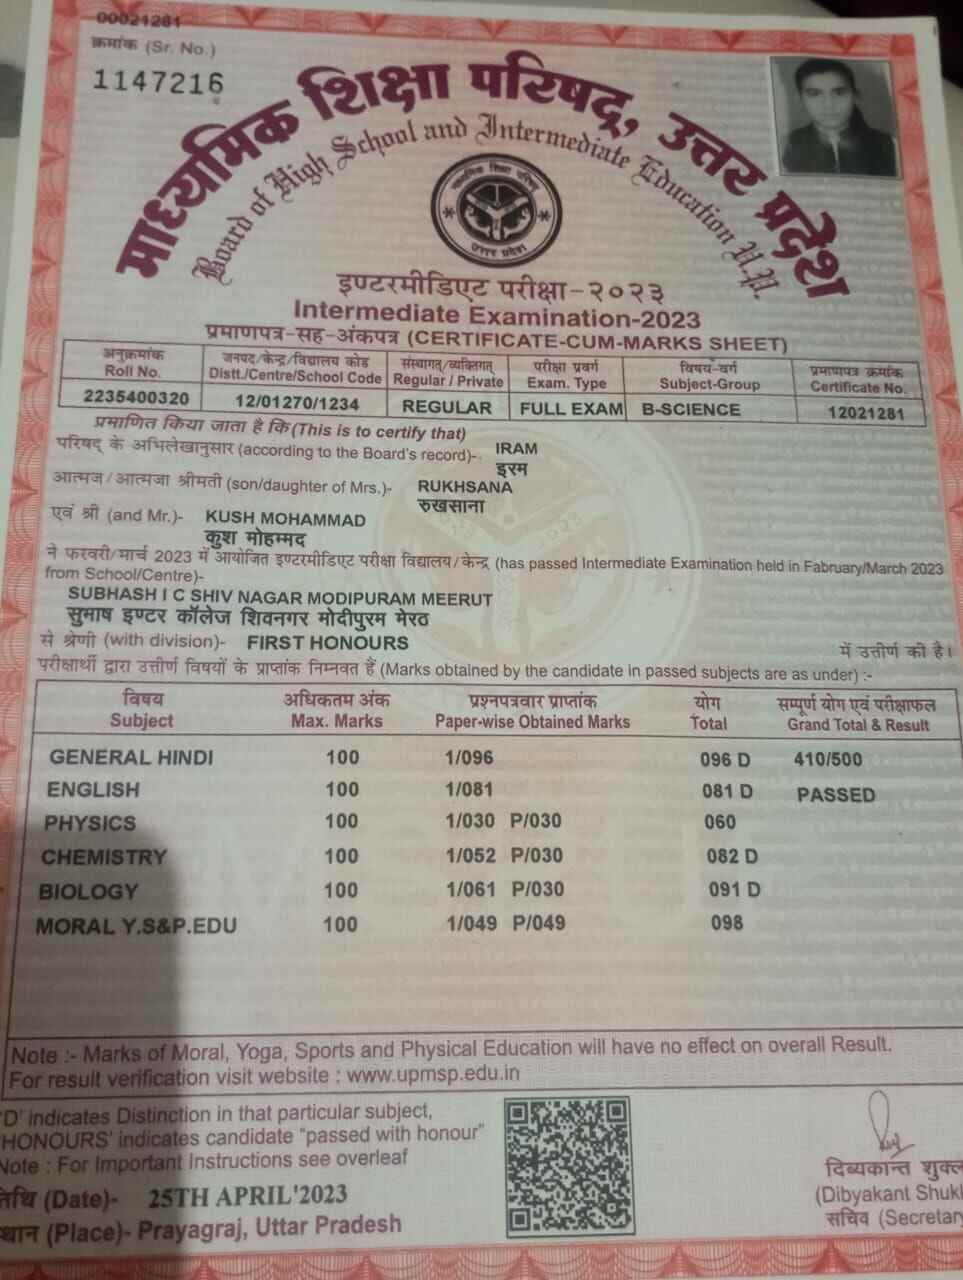 00021281
क्रमांक (Sr. No.)
1147216
माध्यमिक शिक्षा परिषद्, उत्तर प्रदेश
Board of High School and Intermediate Education U.P.
माध्यमिक शिक्षा परिषद्
उत्तर प्रदेश
इण्टरमीडिएट परीक्षा-२०२३
Intermediate Examination-2023
प्रमाणपत्र-सह-अंकपत्र (CERTIFICATE-CUM-MARKS SHEET)
अनुक्रमांक जनपद/केन्द्र/विद्यालय कोड संस्थागत/व्यक्तिगत परीक्षा प्रवर्ग विषय-वर्ग प्रमाणपत्र क्रमांक
Roll No. Distt./Centre/School Code Regular / Private Exam. Type Subject-Group Certificate No.
2235400320 12/01270/1234 REGULAR FULL EXAM B-SCIENCE 12021281
प्रमाणित किया जाता है कि (This is to certify that)
परिषद् के अभिलेखानुसार (according to the Board's record)- IRAM
इरम
आत्मज/आत्मजा श्रीमती (son/daughter of Mrs.)- RUKHSANA
रुखसाना
एवं श्री (and Mr.)- KUSH MOHAMMAD
कुश मोहम्मद
ने फरवरी/मार्च 2023 में आयोजित इण्टरमीडिएट परीक्षा विद्यालय/केन्द्र (has passed Intermediate Examination held in Fabruary/March 2023
from School/Centre)-
SUBHASH I C SHIV NAGAR MODIPURAM MEERUT
सुभाष इण्टर कॉलेज शिवनगर मोदीपुरम मेरठ
से श्रेणी (with division)- FIRST HONOURS में उत्तीर्ण की है।
परीक्षार्थी द्वारा उत्तीर्ण विषयों के प्राप्तांक निम्नवत हैं (Marks obtained by the candidate in passed subjects are as under) :-
विषय अधिकतम अंक प्रश्नपत्रवार प्राप्तांक योग सम्पूर्ण योग एवं परीक्षाफल
Subject Max. Marks Paper-wise Obtained Marks Total Grand Total & Result
GENERAL HINDI 100 1/096 096 D 410/500
ENGLISH 100 1/081 081 D PASSED
PHYSICS 100 1/030 P/030 060
CHEMISTRY 100 1/052 P/030 082 D
BIOLOGY 100 1/061 P/030 091 D
MORAL Y.S&P.EDU 100 1/049 P/049 098
Note :- Marks of Moral, Yoga, Sports and Physical Education will have no effect on overall Result.
For result verification visit website : www.upmsp.edu.in
'D' indicates Distinction in that particular subject,
'HONOURS' indicates candidate "passed with honour"
Note : For Important Instructions see overleaf
तिथि (Date)- 25TH APRIL'2023
स्थान (Place)- Prayagraj, Uttar Pradesh
दिब्यकान्त शुक्ल
(Dibyakant Shukl
सचिव (Secretary